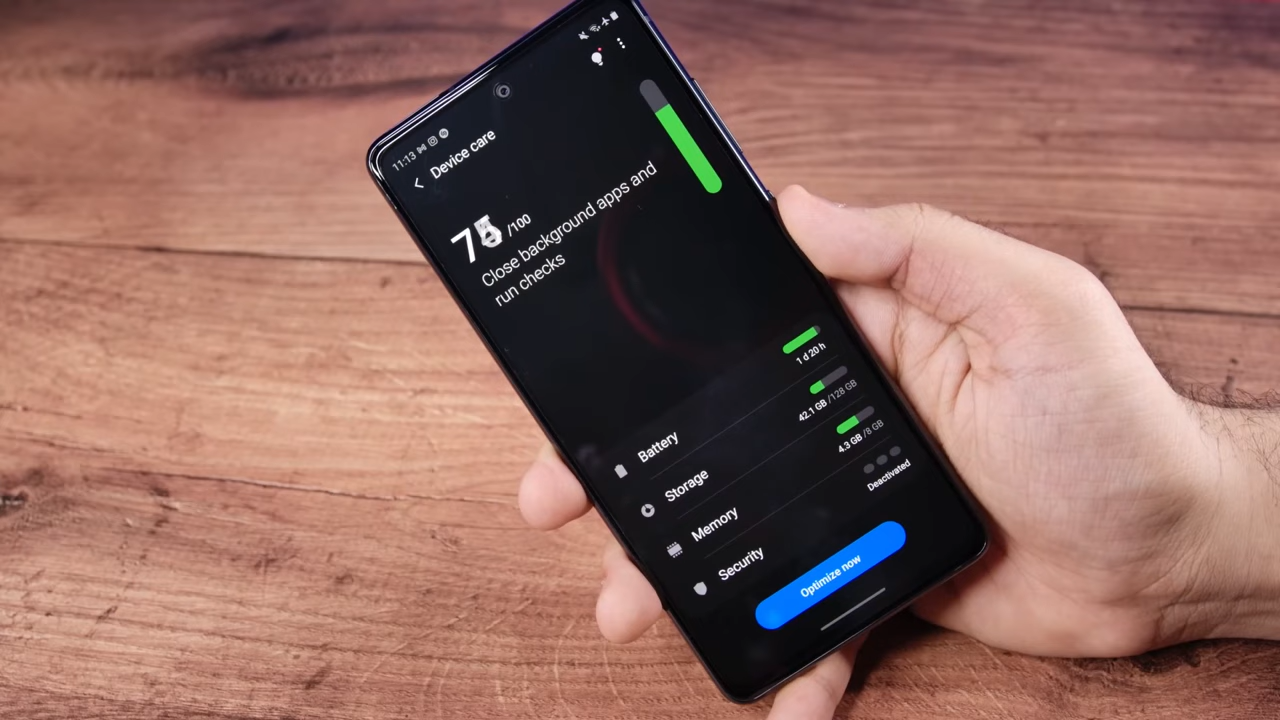 11:13
Device care
/100
Close background apps and
run checks
Battery
1 d 20 h
Storage
42.1 GB /128 GB
Memory
4.3 GB /8 GB
Security
Deactivated
Optimize now